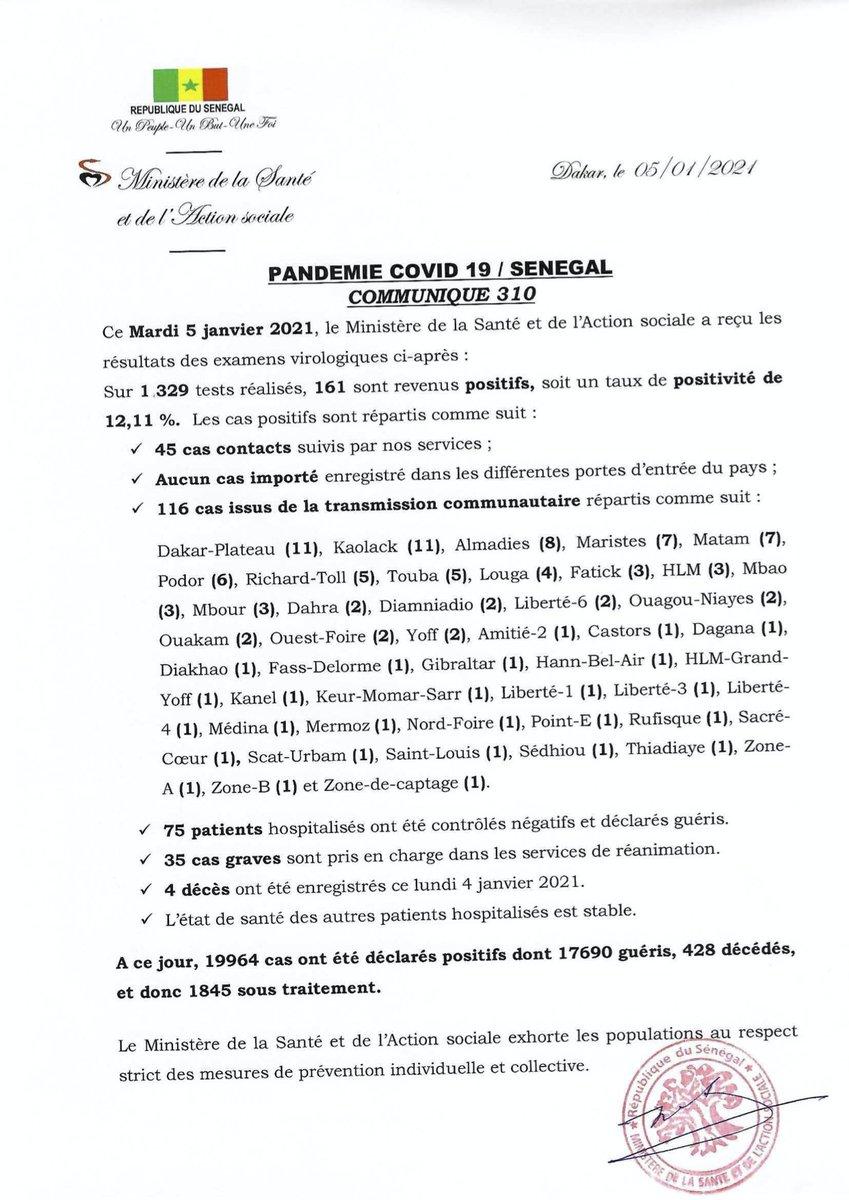 REPUBLIQUE DU SENEGAL
Un Peuple-Un But-Une Foi
Ministère de la Santé
et de l'Action sociale
Dakar, le 05/01/2021
PANDEMIE COVID 19 / SENEGAL
COMMUNIQUE 310
Ce Mardi 5 janvier 2021, le Ministère de la Santé et de l'Action sociale a reçu les
résultats des examens virologiques ci-après :
Sur 1.329 tests réalisés, 161 sont revenus positifs, soit un taux de positivité de
12,11 %. Les cas positifs sont répartis comme suit :
✓ 45 cas contacts suivis par nos services ;
✓ Aucun cas importé enregistré dans les différentes portes d'entrée du pays ;
✓ 116 cas issus de la transmission communautaire répartis comme suit :
Dakar-Plateau (11), Kaolack (11), Almadies (8), Maristes (7), Matam (7),
Podor (6), Richard-Toll (5), Touba (5), Louga (4), Fatick (3), HLM (3), Mbao
(3), Mbour (3), Dahra (2), Diamniadio (2), Liberté-6 (2), Ouagou-Niayes (2),
Ouakam (2), Ouest-Foire (2), Yoff (2), Amitié-2 (1), Castors (1), Dagana (1),
Diakhao (1), Fass-Delorme (1), Gibraltar (1), Hann-Bel-Air (1), HLM-Grand-
Yoff (1), Kanel (1), Keur-Momar-Sarr (1), Liberté-1 (1), Liberté-3 (1), Liberté-
4 (1), Médina (1), Mermoz (1), Nord-Foire (1), Point-E (1), Rufisque (1), Sacré-
Cœur (1), Scat-Urbam (1), Saint-Louis (1), Sédhiou (1), Thiadiaye (1), Zone-
A (1), Zone-B (1) et Zone-de-captage (1).
✓ 75 patients hospitalisés ont été contrôlés négatifs et déclarés guéris.
✓ 35 cas graves sont pris en charge dans les services de réanimation.
✓ 4 décès ont été enregistrés ce lundi 4 janvier 2021.
✓ L'état de santé des autres patients hospitalisés est stable.
A ce jour, 19964 cas ont été déclarés positifs dont 17690 guéris, 428 décédés,
et donc 1845 sous traitement.
Le Ministère de la Santé et de l'Action sociale exhorte les populations au respect
strict des mesures de prévention individuelle et collective.
République du Sénégal
MINISTERE DE LA SANTE ET DE L'ACTION SOCIALE